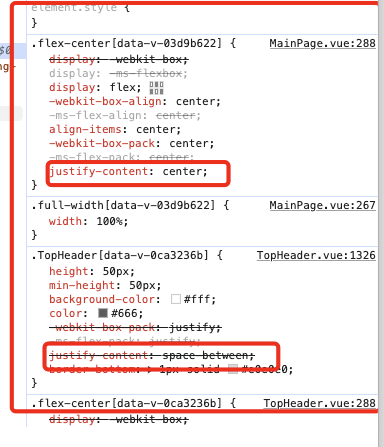 element.style {
}
.flex-center[data-v-03d9b622] { MainPage.vue:288
display: -webkit-box;
display: -ms-flexbox;
display: flex;
-webkit-box-align: center;
-ms-flex-align: center;
align-items: center;
-webkit-box-pack: center;
-ms-flex-pack: center;
justify-content: center;
}
.full-width[data-v-03d9b622] { MainPage.vue:267
width: 100%;
}
.TopHeader[data-v-0ca3236b] { TopHeader.vue:1326
height: 50px;
min-height: 50px;
background-color: #fff;
color: #666;
-webkit-box-pack: justify;
-ms-flex-pack: justify;
justify-content: space-between;
border-bottom: 1px solid #e0e0e0;
}
.flex-center[data-v-0ca3236b] { TopHeader.vue:288
display: -webkit-box;